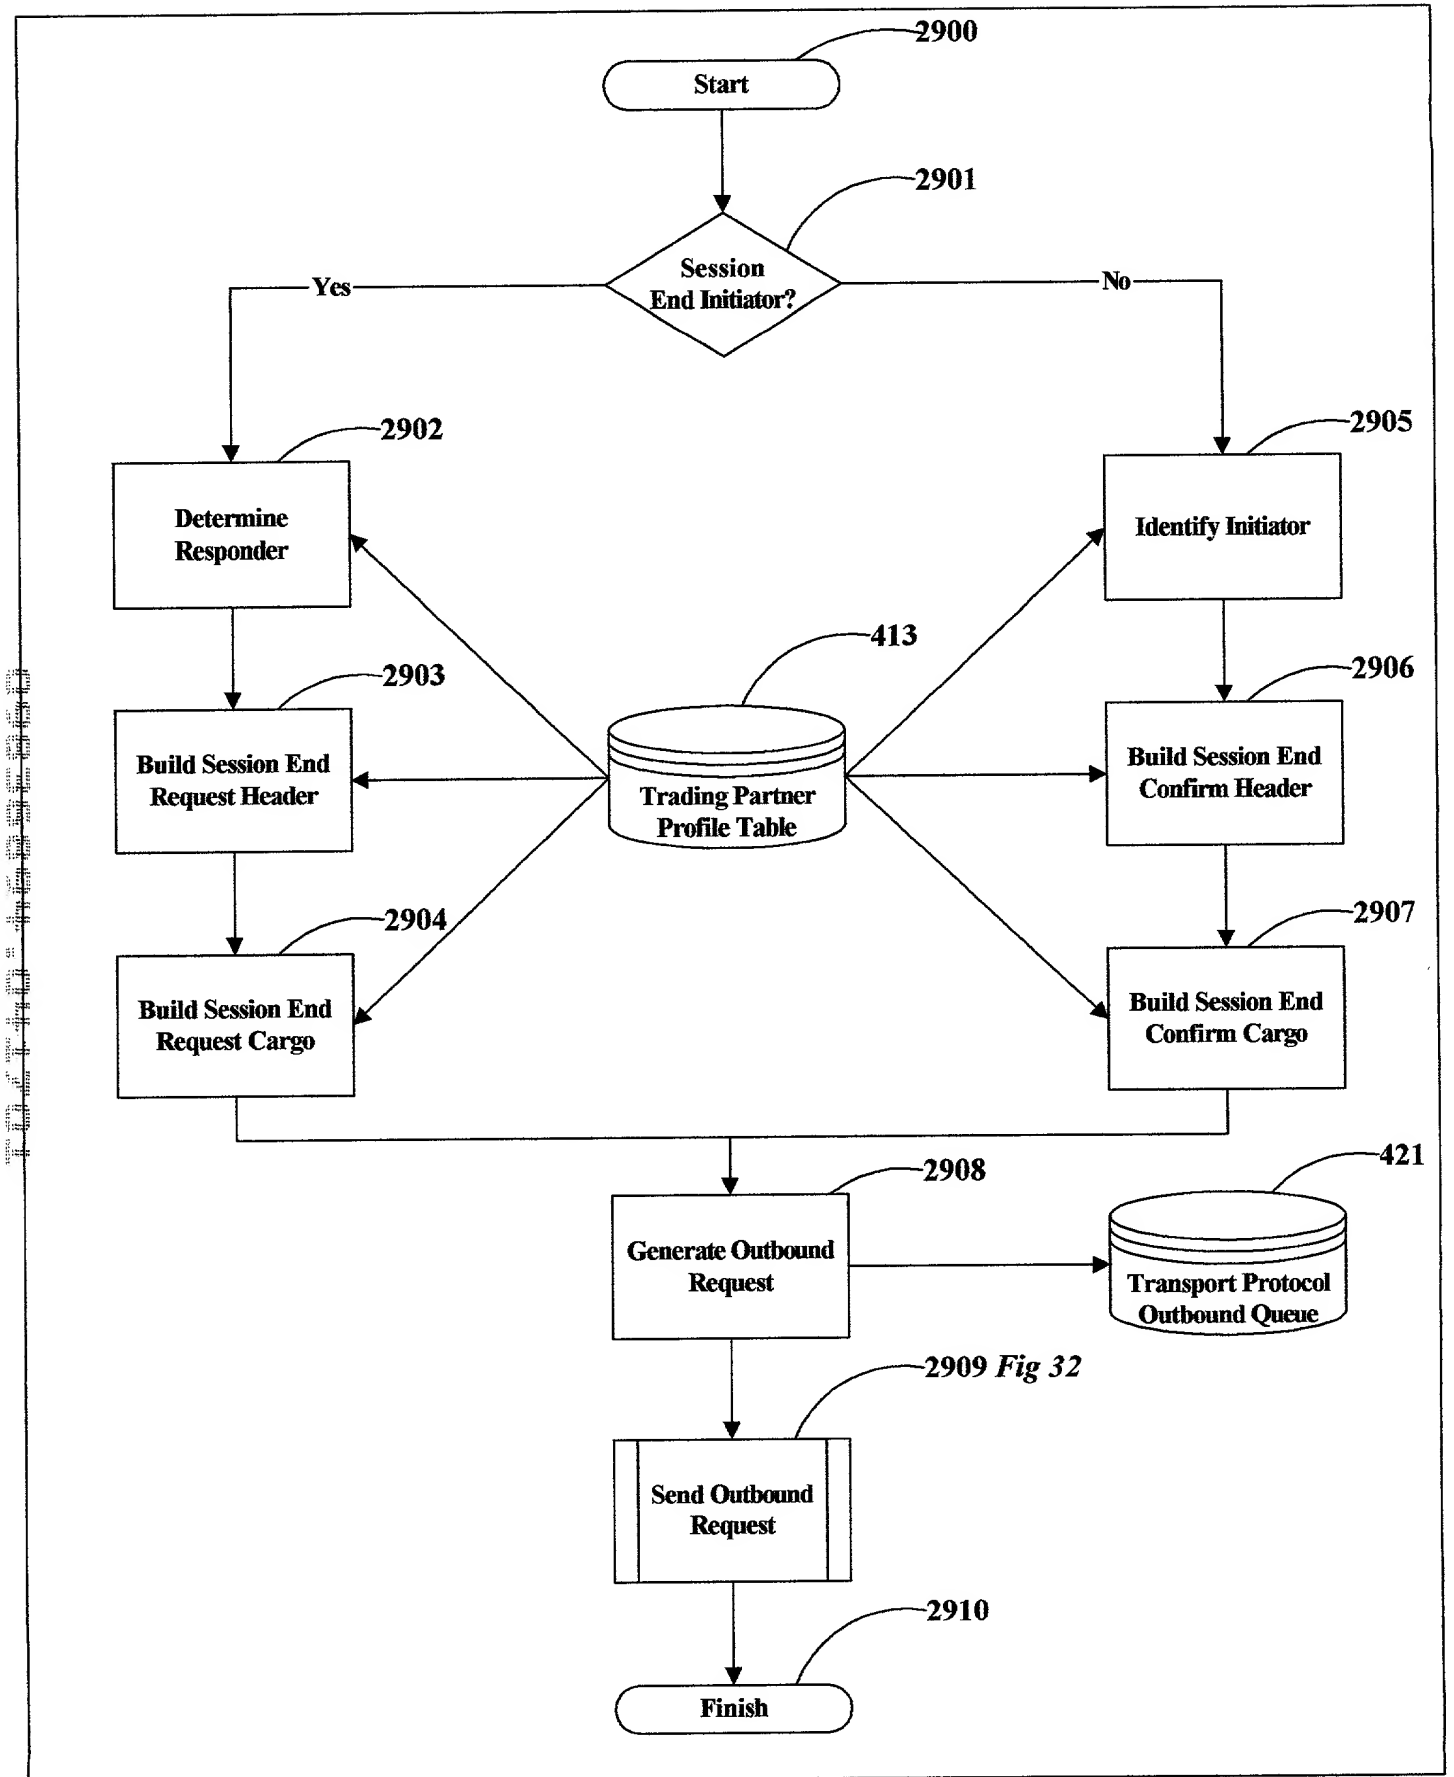 2900
Start
2901
Session
End Initiator?
Yes
No
2902
2905
Determine
Responder
Identify Initiator
413
2903
2906
Build Session End
Request Header
Trading Partner
Profile Table
Build Session End
Confirm Header
2904
2907
Build Session End
Request Cargo
Build Session End
Confirm Cargo
2908
421
Generate Outbound
Request
Transport Protocol
Outbound Queue
2909 Fig 32
Send Outbound
Request
2910
Finish